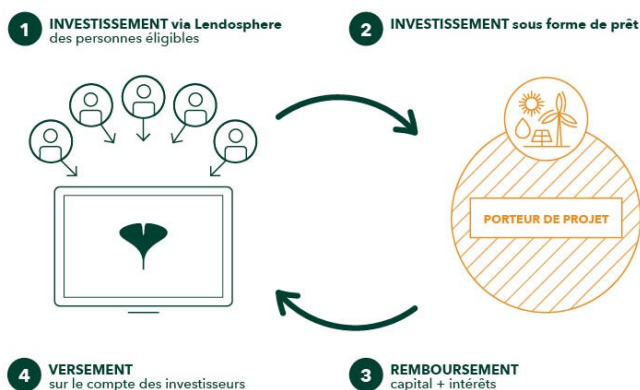 1 INVESTISSEMENT via Lendosphere
des personnes éligibles
2 INVESTISSEMENT sous forme de prêt
PORTEUR DE PROJET
4 VERSEMENT
sur le compte des investisseurs
3 REMBOURSEMENT
capital + intérêts